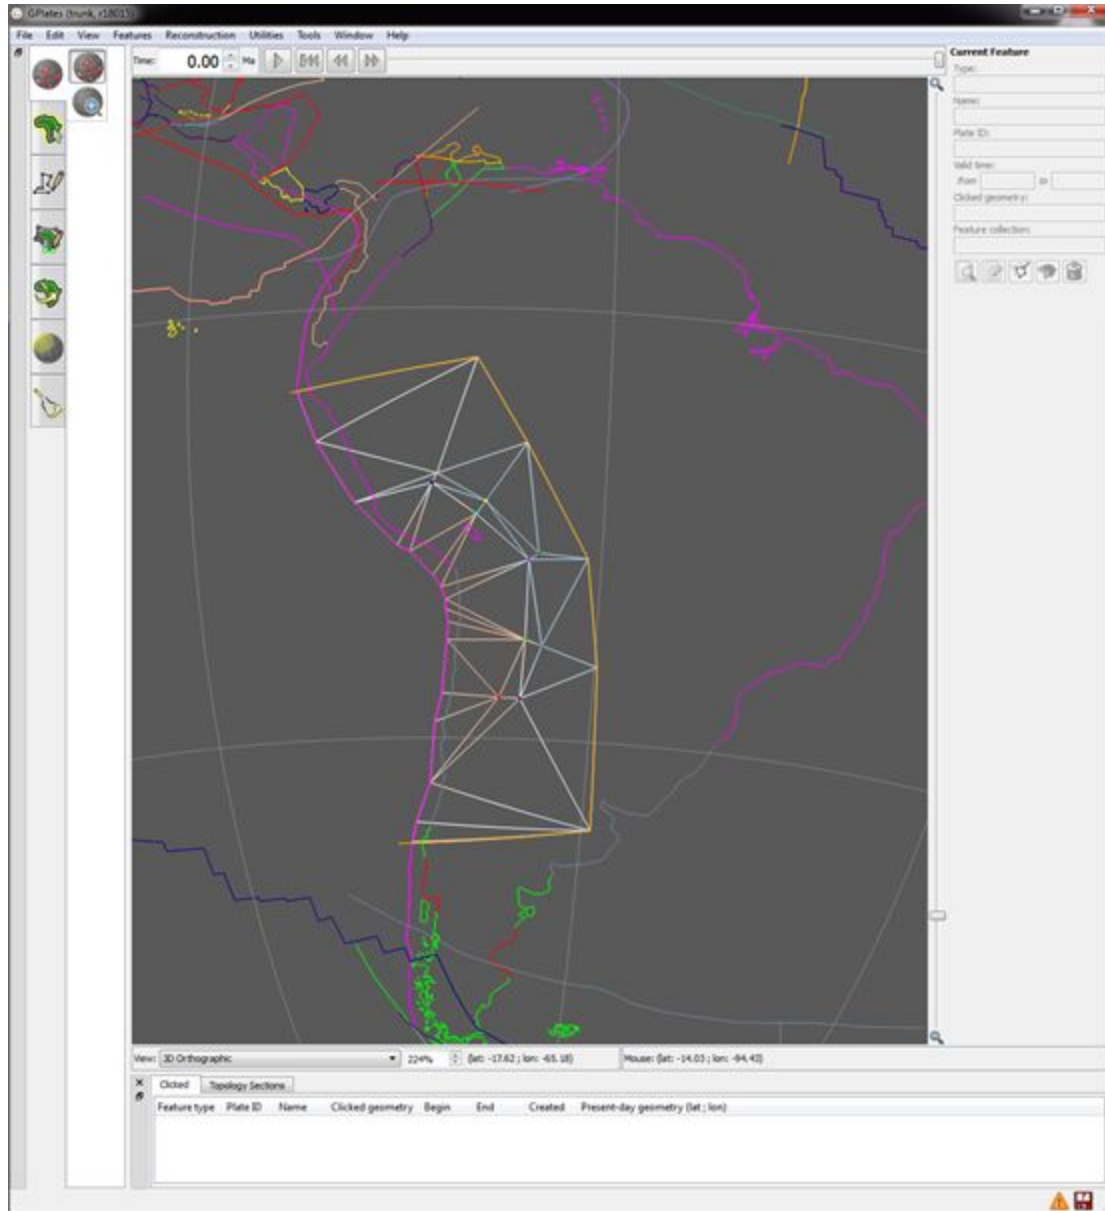 GPlates (trunk, r18015)
File Edit View Features Reconstruction Utilities Tools Window Help
Time: 0.00 Ma
Current Feature
Type:
Name:
Plate ID:
Valid time:
from to
Clicked geometry:
Feature collection:
View: 3D Orthographic 224% (lat: -17.62 ; lon: -65.18) Mouse: (lat: -14.03 ; lon: -94.43)
Clicked Topology Sections
Feature type Plate ID Name Clicked geometry Begin End Created Present-day geometry (lat ; lon)